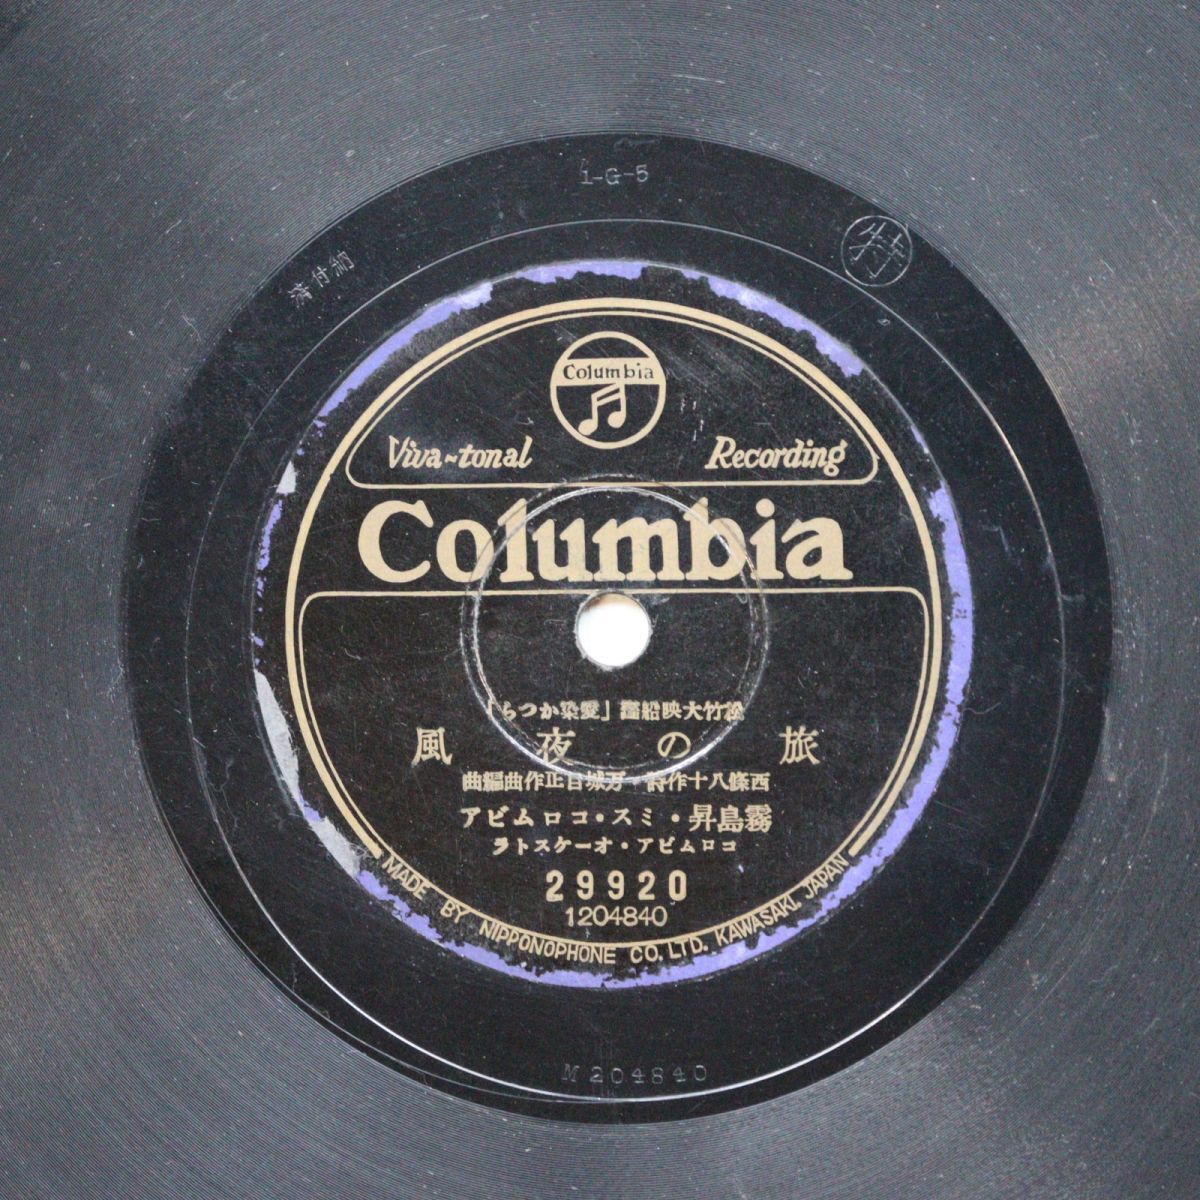 1-G-5
特
納付済
Columbia
Viva-tonal Recording
Columbia
松竹大映画「愛染かつら」
旅の夜風
西條八十作詩・万城目正作曲編曲
霧島昇・ミス・コロムビア
コロムビア・オーケストラ
29920
1204840
MADE BY NIPPONOPHONE CO. LTD. KAWASAKI, JAPAN
M204840